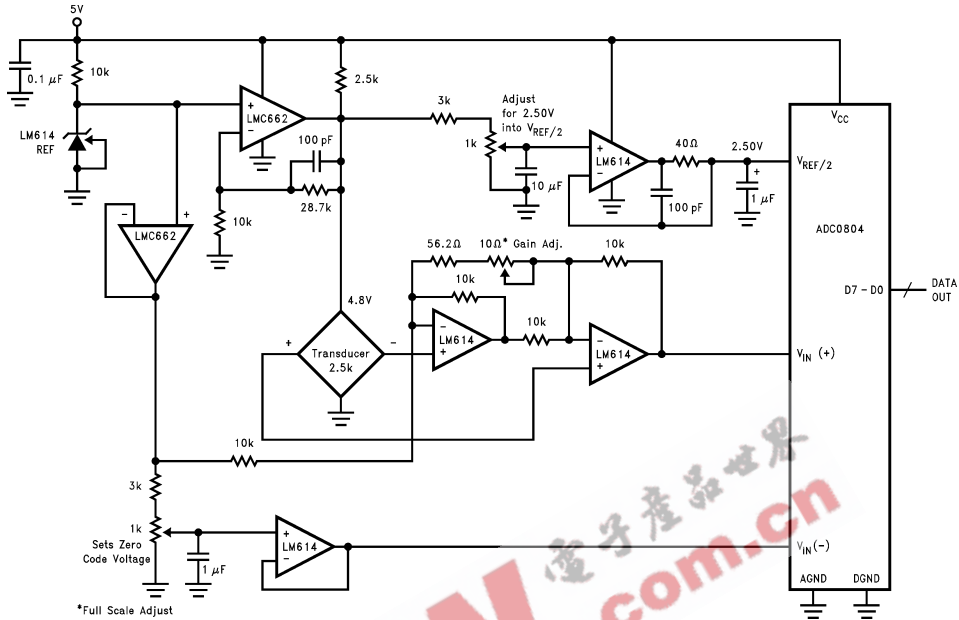 5V
0.1 µF
10k
2.5k
LMC662
+
−
100 pF
28.7k
10k
LM614
REF
3k
1k
Adjust
for 2.50V
into VREF/2
10 µF
+
−
LM614
40Ω
100 pF
2.50V
+
1 µF
VCC
VREF/2
ADC0804
D7 – D0
DATA
OUT
− +
LMC662
4.8V
+
−
Transducer
2.5k
56.2Ω
10Ω* Gain Adj.
10k
10k
−
+
LM614
10k
−
+
LM614
VIN (+)
10k
3k
1k
Sets Zero
Code Voltage
1 µF
+
−
LM614
VIN(−)
AGND
DGND
*Full Scale Adjust
電子產品世界
.com.cn